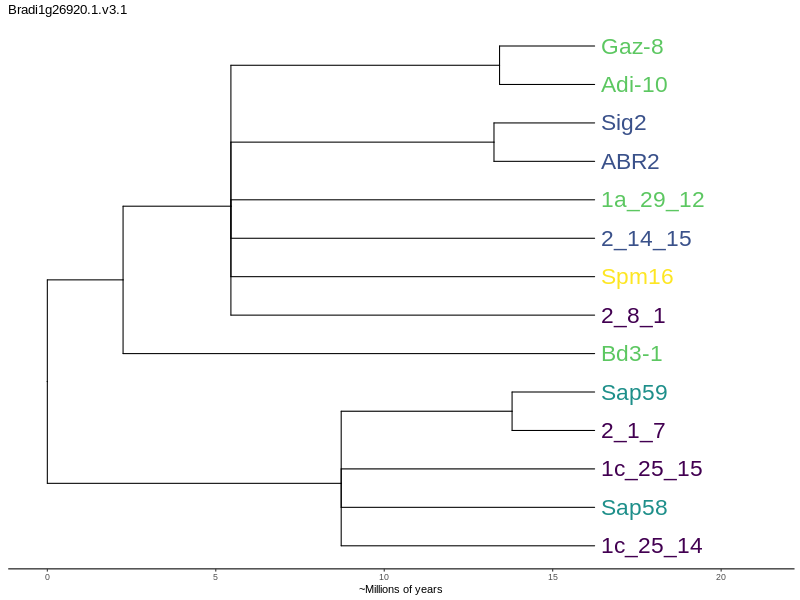 Bradi1g26920.1.v3.1
Gaz-8
Adi-10
Sig2
ABR2
1a_29_12
2_14_15
Spm16
2_8_1
Bd3-1
Sap59
2_1_7
1c_25_15
Sap58
1c_25_14
0 5 10 15 20
~Millions of years